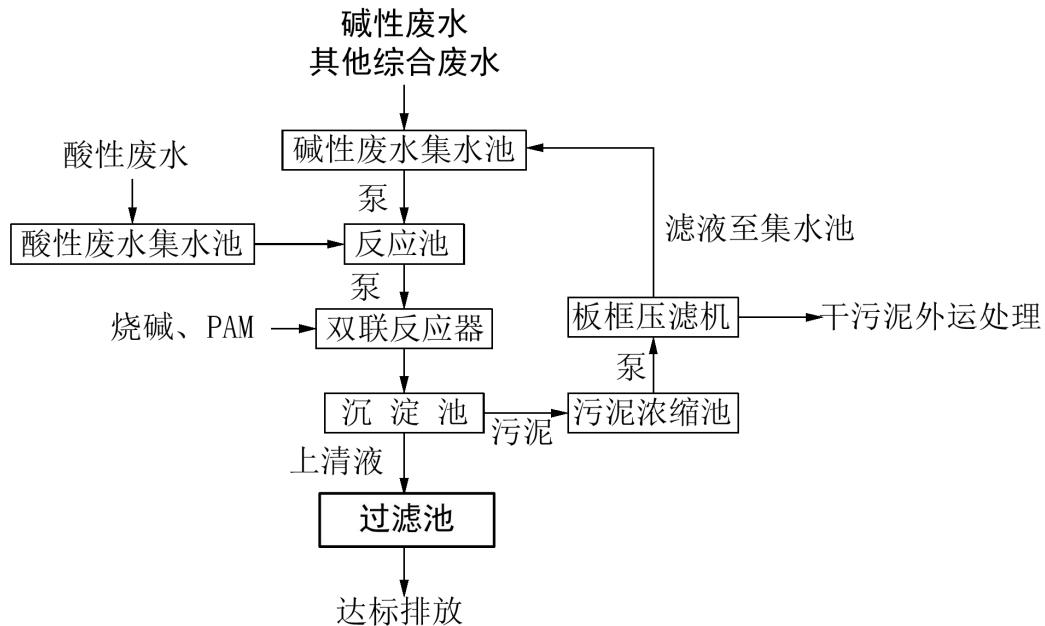 碱性废水
其他综合废水
碱性废水集水池
酸性废水
泵
滤液至集水池
酸性废水集水池
反应池
泵
烧碱、PAM
双联反应器
板框压滤机
干污泥外运处理
泵
沉淀池
污泥
污泥浓缩池
上清液
过滤池
达标排放